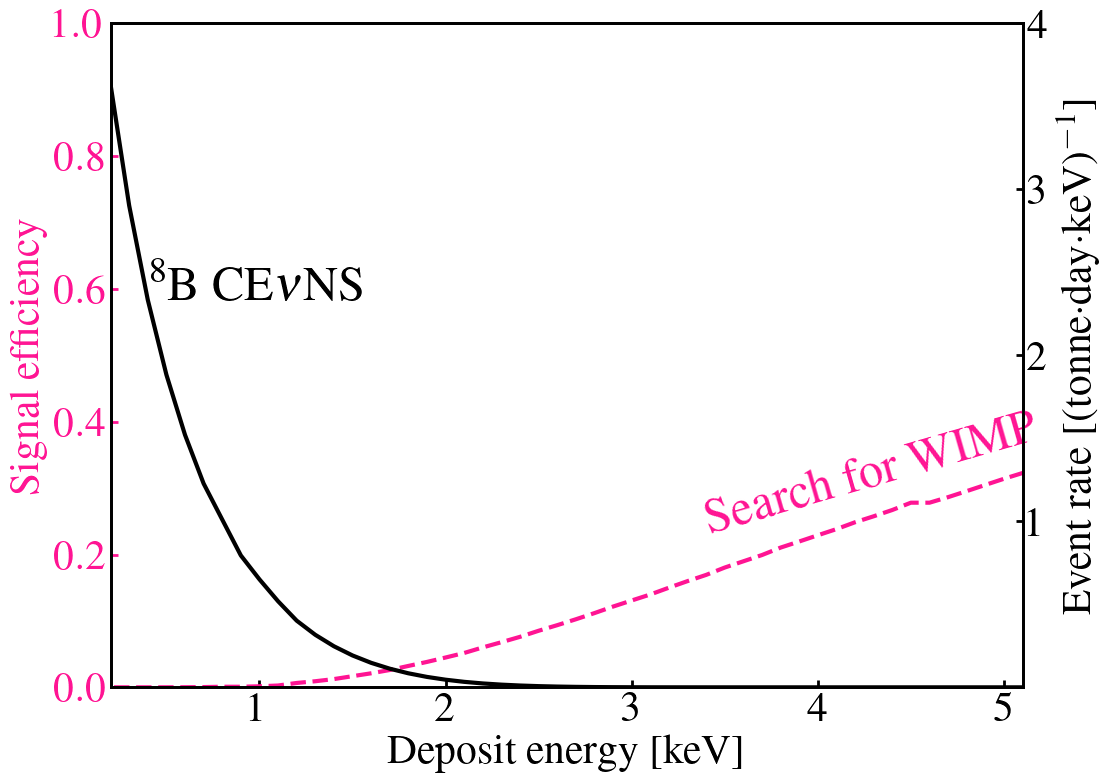 1.0
0.8
0.6
0.4
0.2
0.0
Signal efficiency
⁸B CEνNS
Search for WIMP
4
3
2
1
Event rate [(tonne·day·keV)⁻¹]
1 2 3 4 5
Deposit energy [keV]